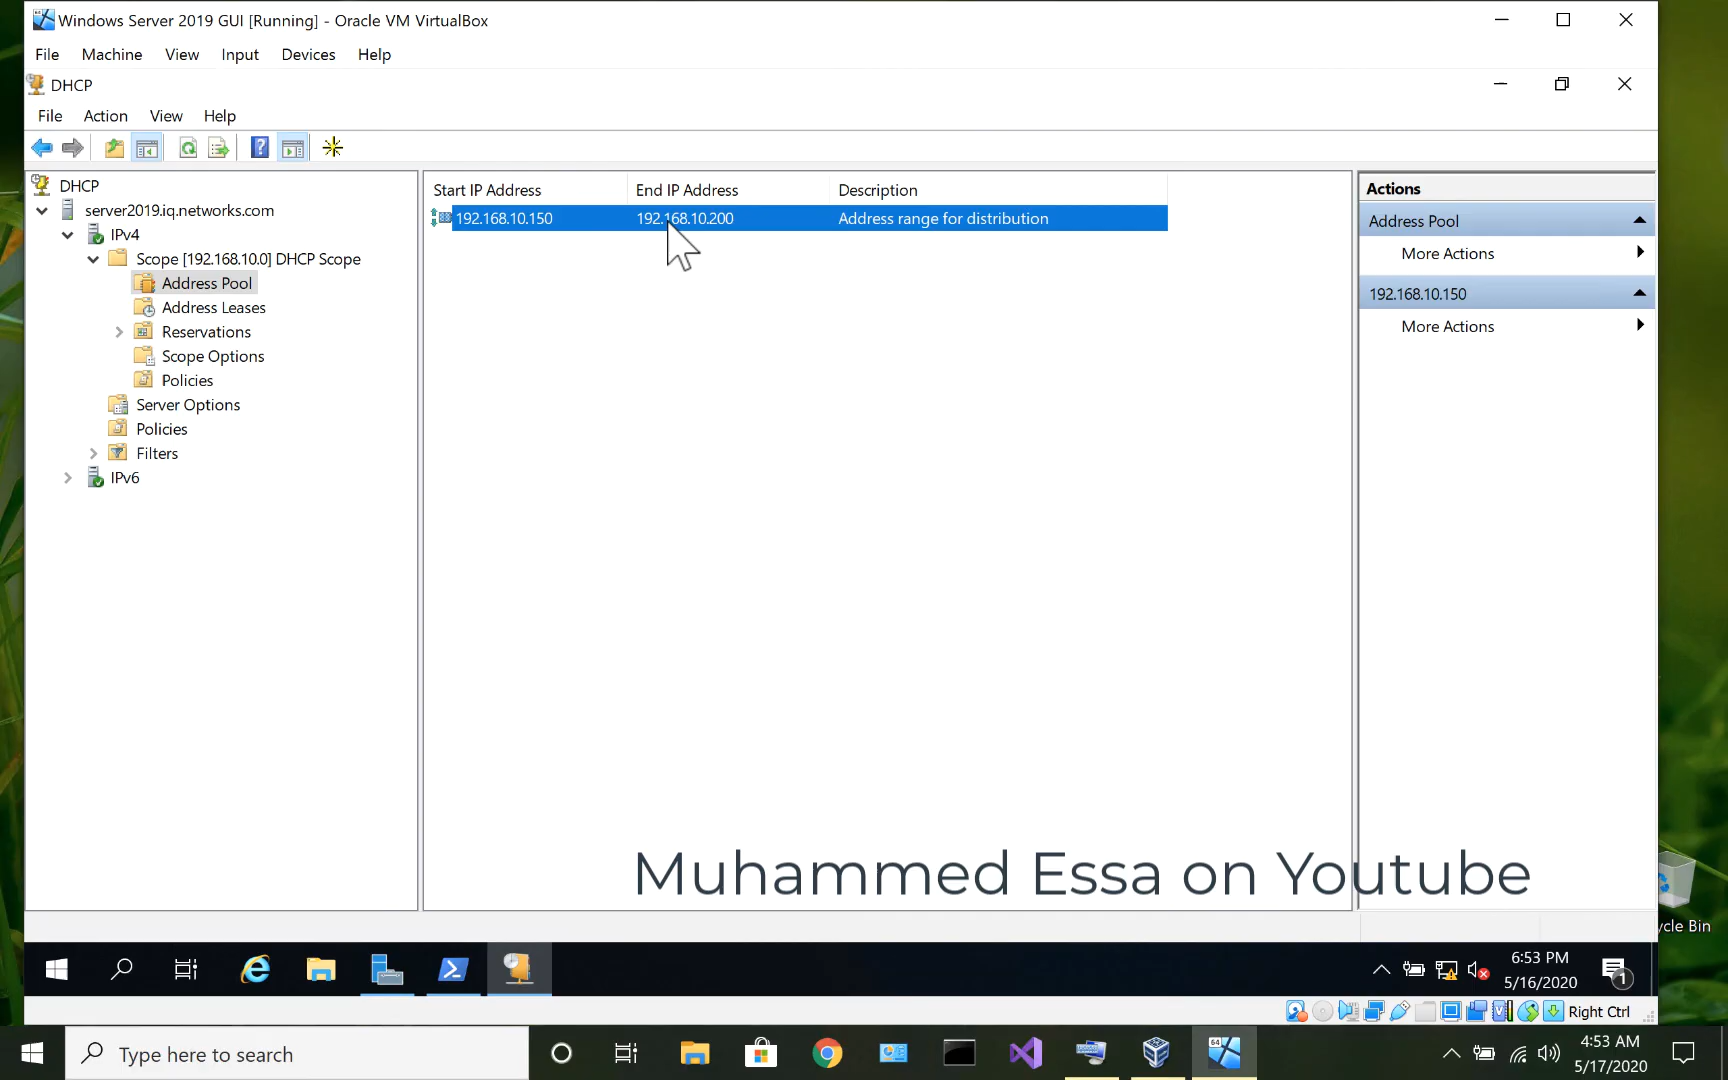 Windows Server 2019 GUI [Running] - Oracle VM VirtualBox
File Machine View Input Devices Help
DHCP
File Action View Help
DHCP
server2019.iq.networks.com
IPv4
Scope [192.168.10.0] DHCP Scope
Address Pool
Address Leases
Reservations
Scope Options
Policies
Server Options
Policies
Filters
IPv6
Start IP Address End IP Address Description
192.168.10.150 192.168.10.200 Address range for distribution
Actions
Address Pool
More Actions
192.168.10.150
More Actions
Muhammed Essa on Youtube
ycle Bin
6:53 PM
5/16/2020
1
Right Ctrl
Type here to search
64
4:53 AM
5/17/2020